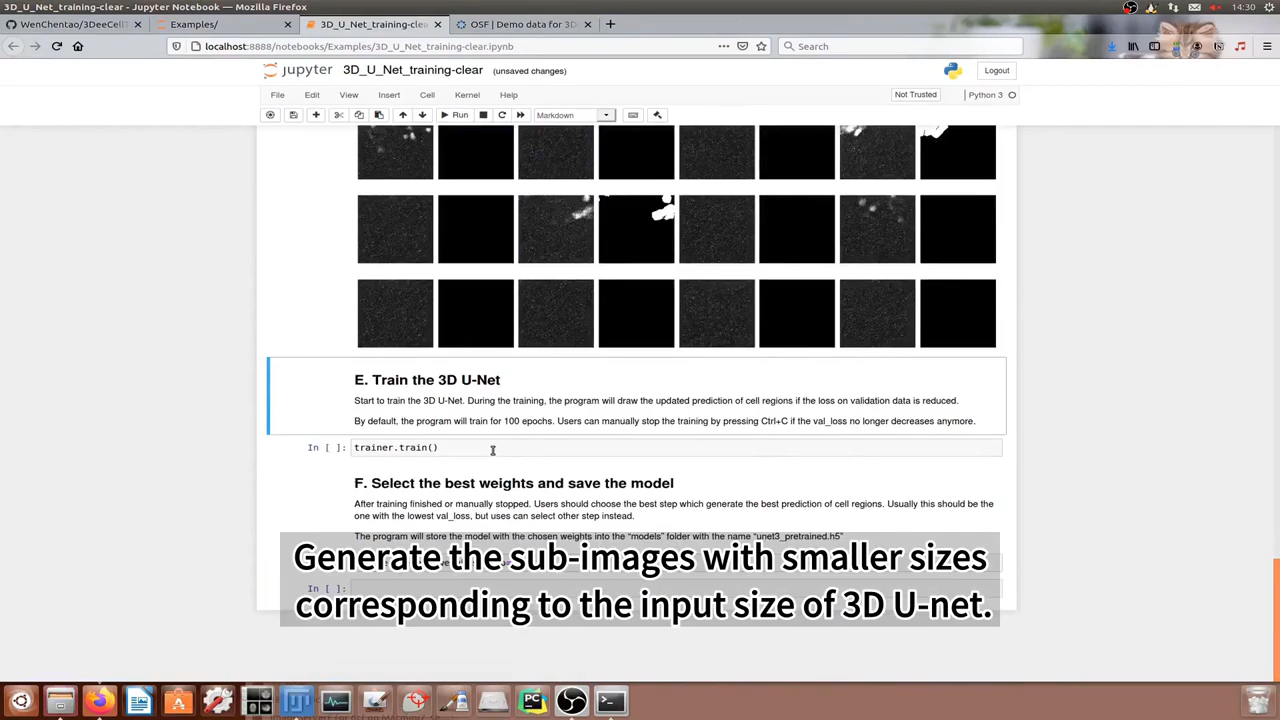 3D_U_Net_training-clear - Jupyter Notebook - Mozilla Firefox
14:30
WenChentao/3DeeCellT
Examples/
3D_U_Net_training-clea
OSF | Demo data for 3D
localhost:8888/notebooks/Examples/3D_U_Net_training-clear.ipynb
Search
jupyter
3D_U_Net_training-clear
(unsaved changes)
Logout
File
Edit
View
Insert
Cell
Kernel
Help
Not Trusted
Python 3
Run
Markdown
E. Train the 3D U-Net
Start to train the 3D U-Net. During the training, the program will draw the updated prediction of cell regions if the loss on validation data is reduced.
By default, the program will train for 100 epochs. Users can manually stop the training by pressing Ctrl+C if the val_loss no longer decreases anymore.
In [ ]:
trainer.train()
F. Select the best weights and save the model
After training finished or manually stopped. Users should choose the best step which generate the best prediction of cell regions. Usually this should be the
one with the lowest val_loss, but uses can select other step instead.
The program will store the model with the chosen weights into the “models” folder with the name “unet3_pretrained.h5”
Generate the sub-images with smaller sizes
In [ ]:
corresponding to the input size of 3D U-net.